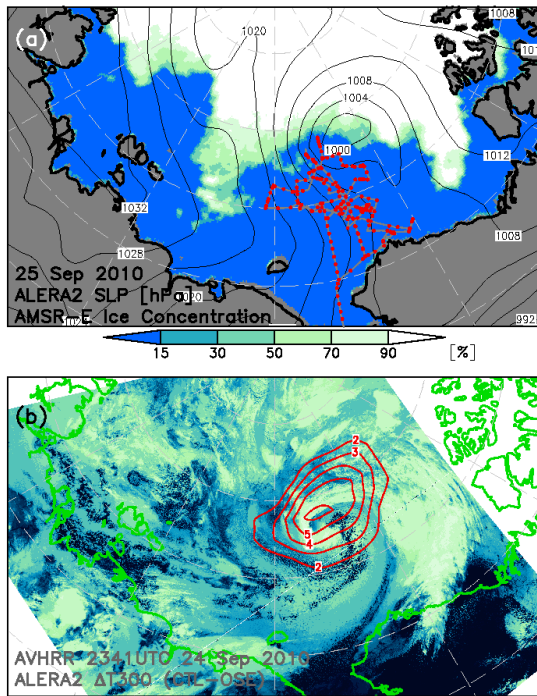 (a)
1020
1008
1008
1004
1000
1012
1032
1028
1008
25 Sep 2010
ALERA2 SLP [hPa]
1020
AMSR-E Ice Concentration
992
15 30 50 70 90 [%]
(b)
2
3
5
4
2
AVHRR 2341UTC 24 Sep 2010
ALERA2 ΔT300 (CTL-OSE)